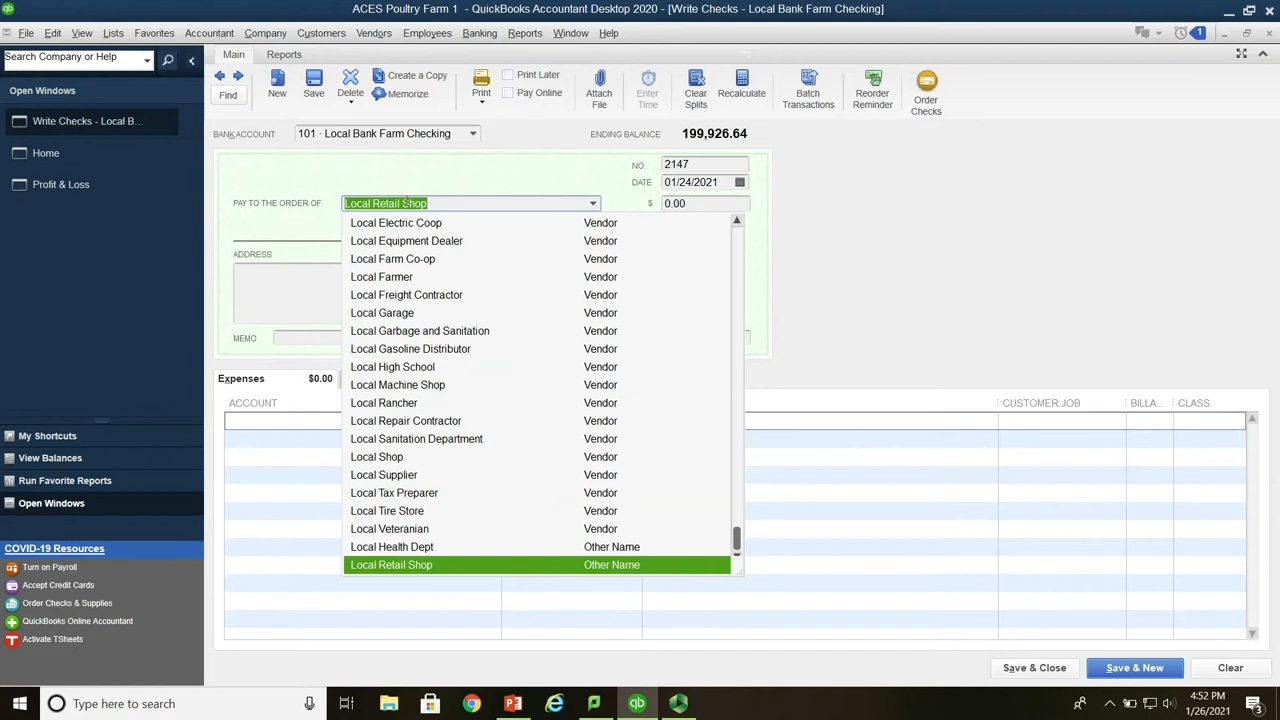 ACES Poultry Farm 1 - QuickBooks Accountant Desktop 2020 - [Write Checks - Local Bank Farm Checking]
File Edit View Lists Favorites Accountant Company Customers Vendors Employees Banking Reports Window Help 1
Search Company or Help
Open Windows
Write Checks - Local B...
Home
Profit & Loss
My Shortcuts
View Balances
Run Favorite Reports
Open Windows
COVID-19 Resources
Turn on Payroll
Accept Credit Cards
Order Checks & Supplies
QuickBooks Online Accountant
Activate TSheets
Main Reports
Find
New
Save
Delete
Create a Copy
Memorize
Print
Print Later
Pay Online
Attach
File
Enter
Time
Clear
Splits
Recalculate
Batch
Transactions
Reorder
Reminder
Order
Checks
BANK ACCOUNT 101 · Local Bank Farm Checking ENDING BALANCE 199,926.64
NO. 2147
DATE 01/24/2021
PAY TO THE ORDER OF Local Retail Shop $ 0.00
ADDRESS
MEMO
Local Electric Coop Vendor
Local Equipment Dealer Vendor
Local Farm Co-op Vendor
Local Farmer Vendor
Local Freight Contractor Vendor
Local Garage Vendor
Local Garbage and Sanitation Vendor
Local Gasoline Distributor Vendor
Local High School Vendor
Local Machine Shop Vendor
Local Rancher Vendor
Local Repair Contractor Vendor
Local Sanitation Department Vendor
Local Shop Vendor
Local Supplier Vendor
Local Tax Preparer Vendor
Local Tire Store Vendor
Local Veteranian Vendor
Local Health Dept Other Name
Local Retail Shop Other Name
Expenses $0.00
ACCOUNT CUSTOMER:JOB BILLA... CLASS
Save & Close Save & New Clear
Type here to search
4:52 PM
1/26/2021
3